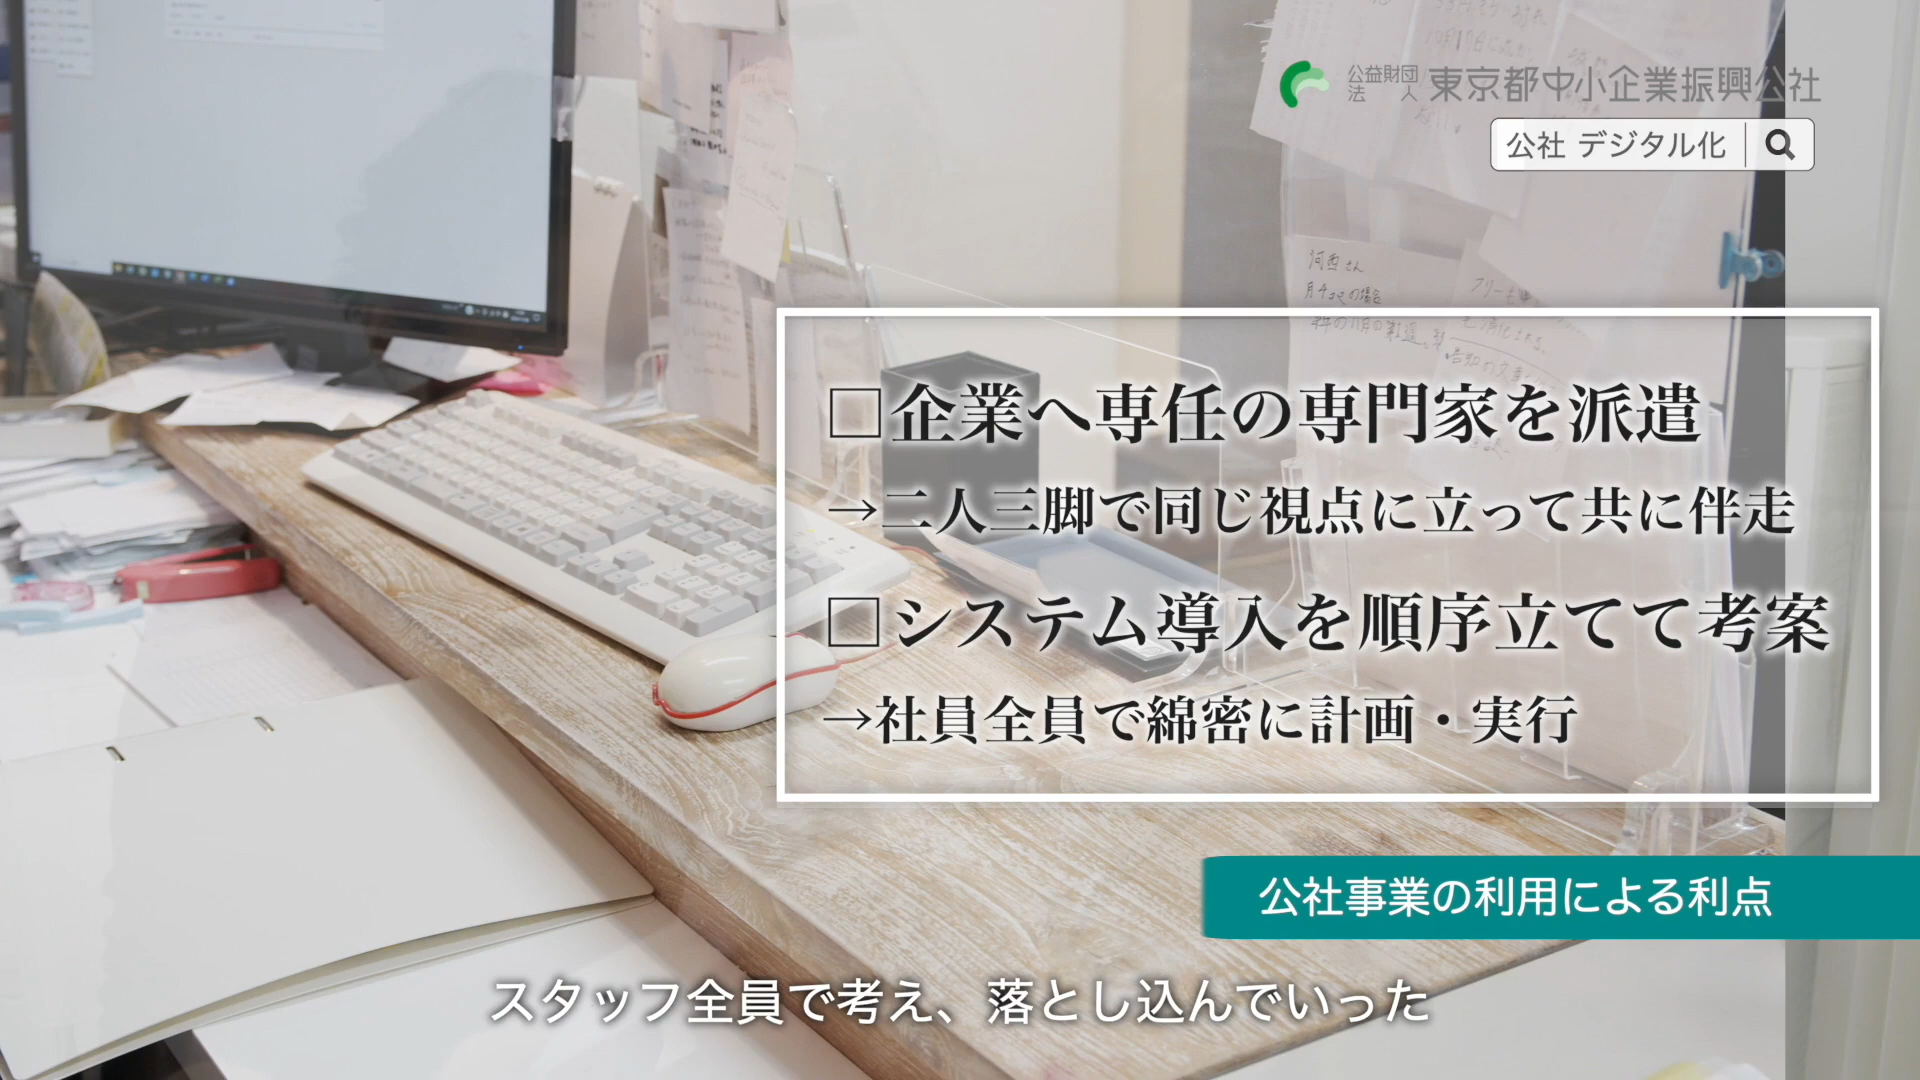 公益財団法人 東京都中小企業振興公社
公社 デジタル化
河西さん
□企業へ専任の専門家を派遣
→二人三脚で同じ視点に立って共に伴走
□システム導入を順序立てて考案
→社員全員で綿密に計画・実行
公社事業の利用による利点
スタッフ全員で考え、落とし込んでいった